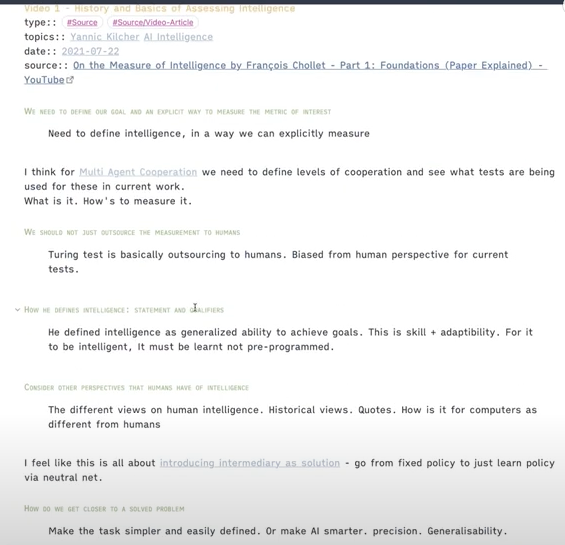 Video 1 - History and Basics of Assessing Intelligence
type:: #Source #Source/Video-Article
topics:: Yannic Kilcher AI Intelligence
date:: 2021-07-22
source:: On the Measure of Intelligence by François Chollet - Part 1: Foundations (Paper Explained) -
YouTube
We need to define our goal and an explicit way to measure the metric of interest
Need to define intelligence, in a way we can explicitly measure
I think for Multi Agent Cooperation we need to define levels of cooperation and see what tests are being
used for these in current work.
What is it. How's to measure it.
We should not just outsource the measurement to humans
Turing test is basically outsourcing to humans. Biased from human perspective for current
tests.
How he defines intelligence: statement and qualifiers
He defined intelligence as generalized ability to achieve goals. This is skill + adaptibility. For it
to be intelligent, It must be learnt not pre-programmed.
Consider other perspectives that humans have of intelligence
The different views on human intelligence. Historical views. Quotes. How is it for computers as
different from humans
I feel like this is all about introducing intermediary as solution - go from fixed policy to just learn policy
via neutral net.
How do we get closer to a solved problem
Make the task simpler and easily defined. Or make AI smarter. precision. Generalisability.